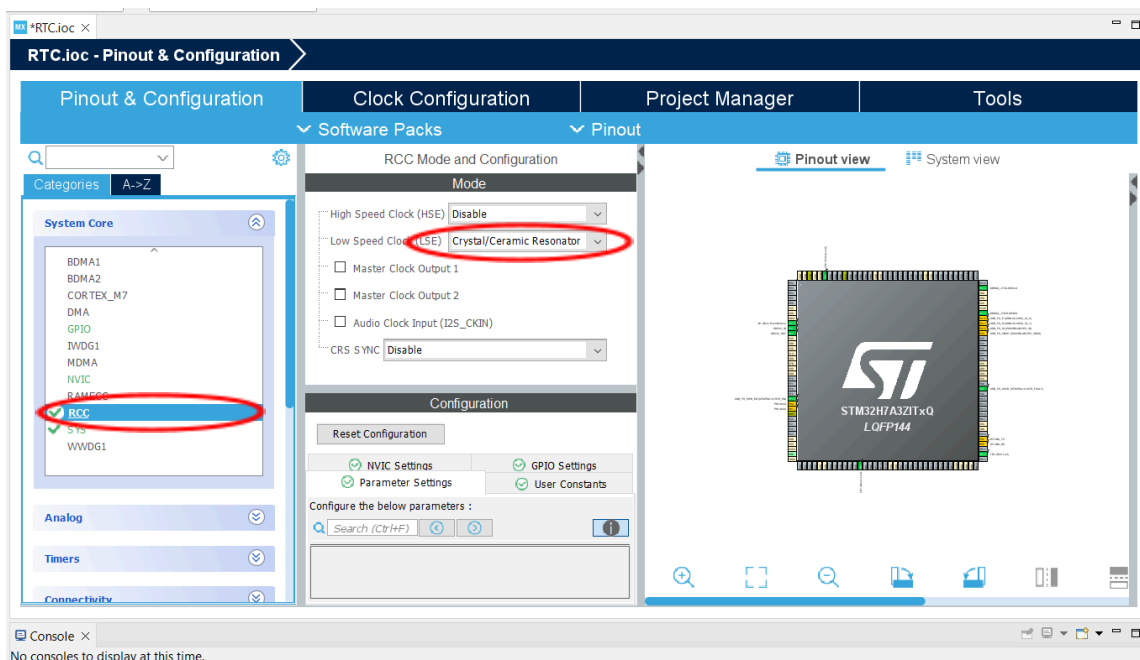 *RTC.ioc
RTC.ioc - Pinout & Configuration
Pinout & Configuration
Clock Configuration
Project Manager
Tools
Software Packs
Pinout
Categories
A->Z
System Core
BDMA1
BDMA2
CORTEX_M7
DMA
GPIO
IWDG1
MDMA
NVIC
RAMECC
RCC
SYS
WWDG1
Analog
Timers
Connectivity
RCC Mode and Configuration
Mode
High Speed Clock (HSE) Disable
Low Speed Clock (LSE) Crystal/Ceramic Resonator
Master Clock Output 1
Master Clock Output 2
Audio Clock Input (I2S_CKIN)
CRS SYNC Disable
Configuration
Reset Configuration
NVIC Settings
GPIO Settings
Parameter Settings
User Constants
Configure the below parameters :
Search (Ctrl+F)
Pinout view
System view
STM32H7A3ZITxQ
LQFP144
Console
No consoles to display at this time.